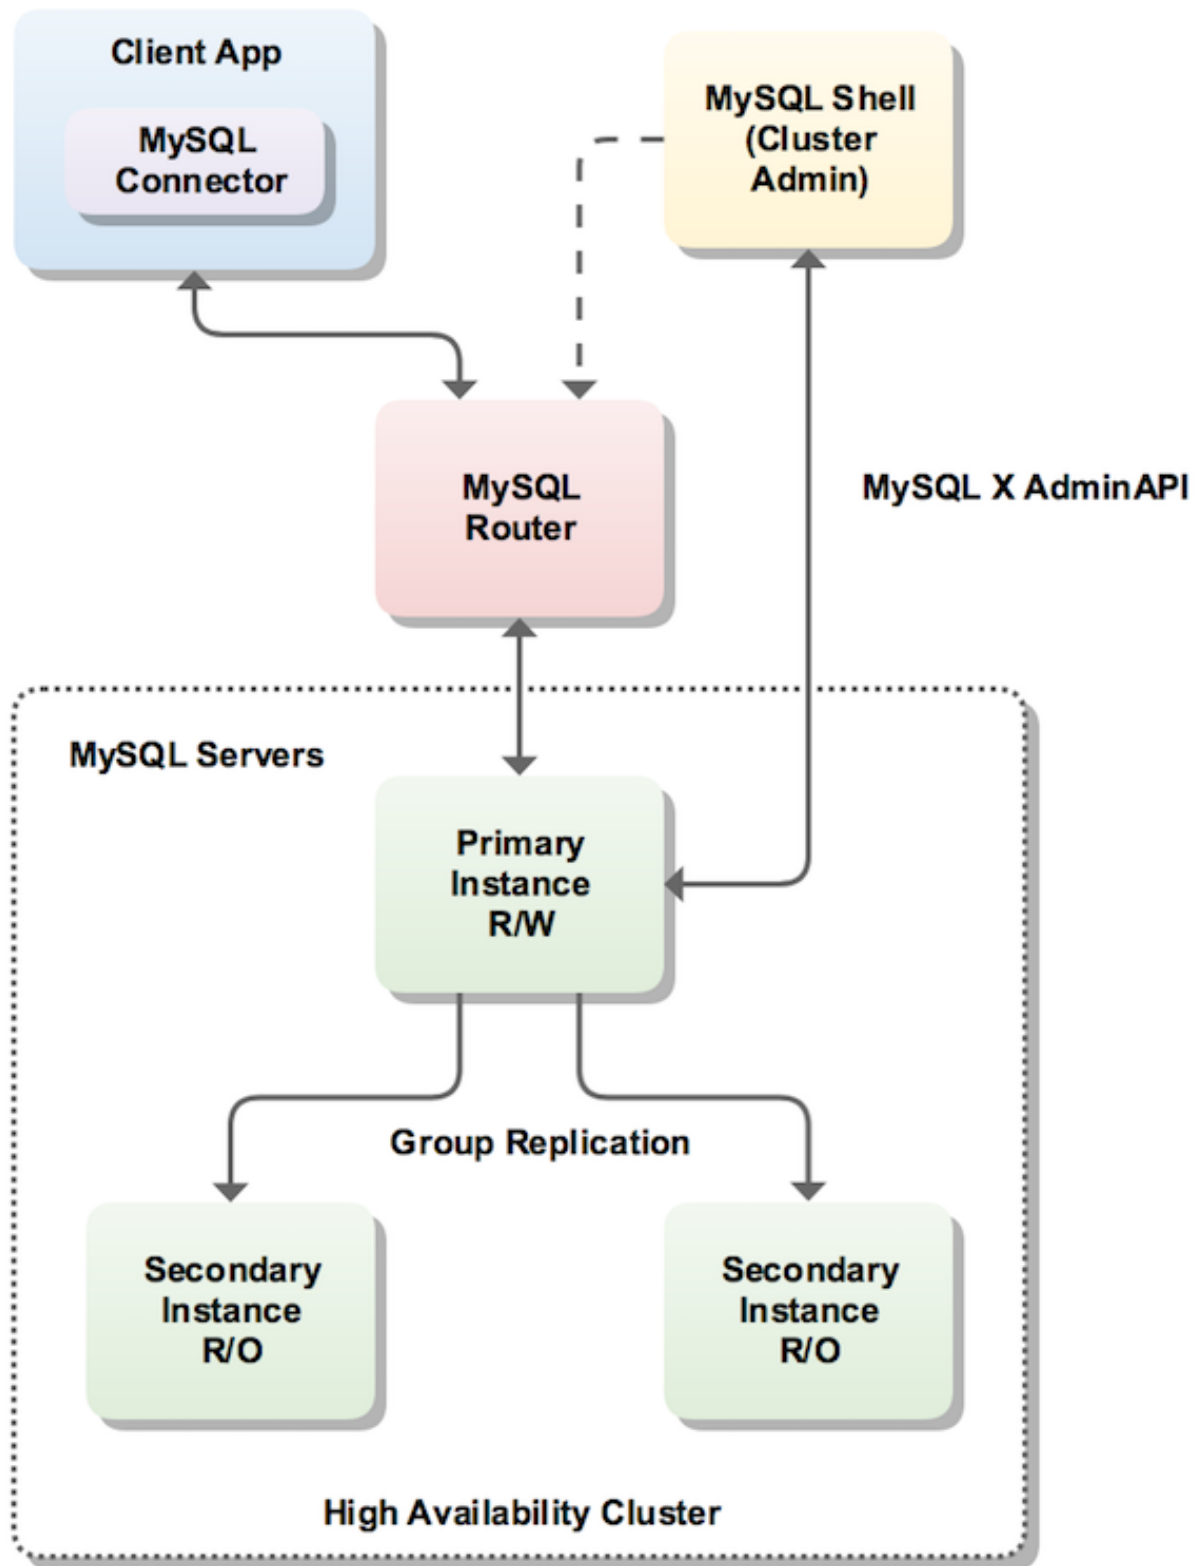 Client App
MySQL
Connector
MySQL Shell
(Cluster
Admin)
MySQL
Router
MySQL X AdminAPI
MySQL Servers
Primary
Instance
R/W
Group Replication
Secondary
Instance
R/O
Secondary
Instance
R/O
High Availability Cluster